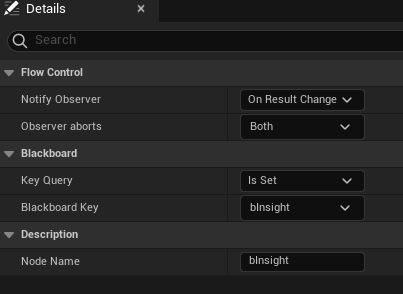 Details ×
Search
Flow Control
Notify Observer On Result Change
Observer aborts Both
Blackboard
Key Query Is Set
Blackboard Key bInsight
Description
Node Name bInsight